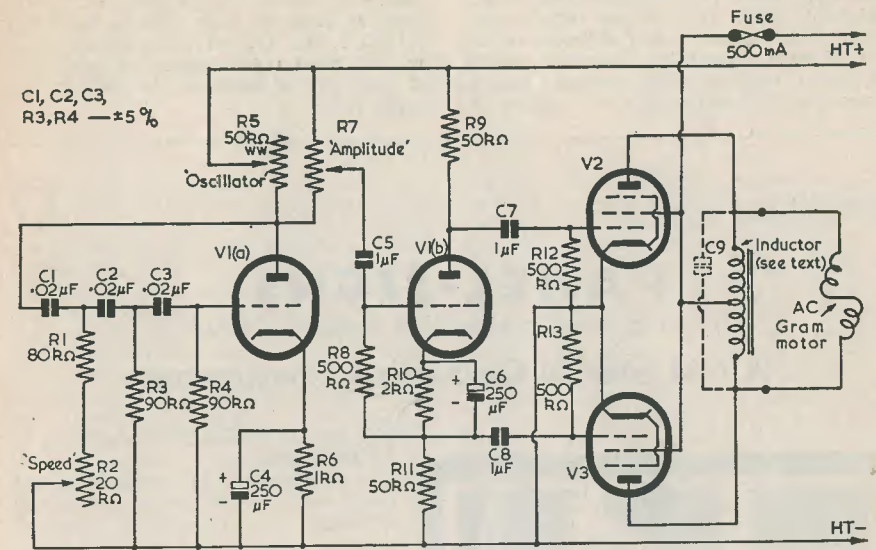 Fuse
500mA
HT+
C1, C2, C3,
R3, R4 — ±5%
R5
50kΩ
WW
'Oscillator'
R7
'Amplitude'
R9
50kΩ
V2
C7
1μF
V1(a)
C5
1μF
V1(b)
R12
500
kΩ
C9
Inductor
(see text)
AC
Gram
motor
C1
·02μF
C2
·02μF
C3
·02μF
R1
80kΩ
R3
90kΩ
R4
90kΩ
R8
500
kΩ
R10
2kΩ
+
-
C6
250
μF
R13
500
kΩ
'Speed'
R2
20
kΩ
+
-
C4
250
μF
R6
1kΩ
R11
50kΩ
C8
1μF
V3
HT-